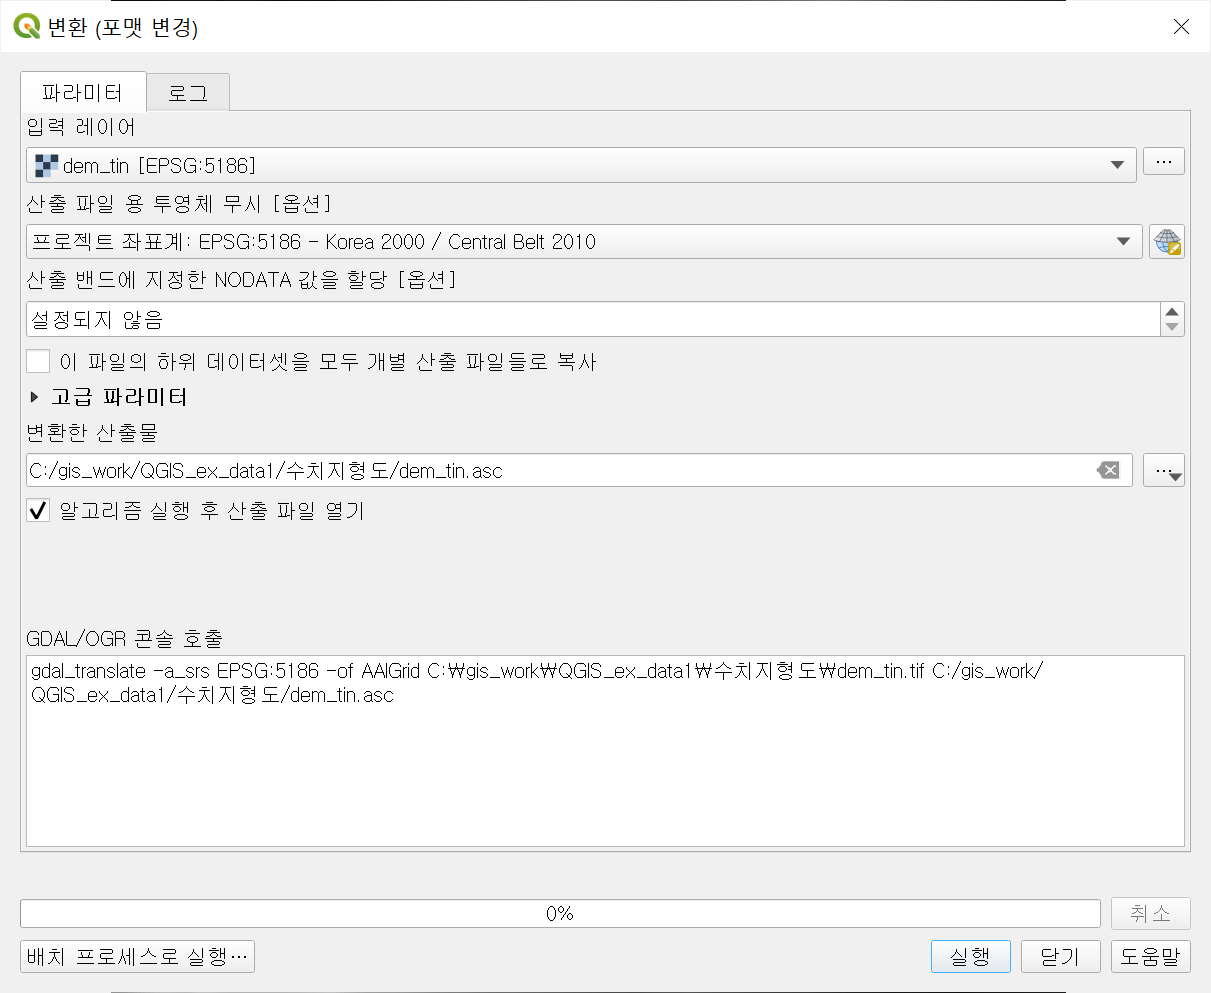 변환 (포맷 변경)
파라미터
로그
입력 레이어
dem_tin [EPSG:5186]
...
산출 파일 용 투영체 무시 [옵션]
프로젝트 좌표계: EPSG:5186 - Korea 2000 / Central Belt 2010
산출 밴드에 지정한 NODATA 값을 할당 [옵션]
설정되지 않음
이 파일의 하위 데이터셋을 모두 개별 산출 파일들로 복사
고급 파라미터
변환한 산출물
C:/gis_work/QGIS_ex_data1/수치지형도/dem_tin.asc
...
알고리즘 실행 후 산출 파일 열기
GDAL/OGR 콘솔 호출
gdal_translate -a_srs EPSG:5186 -of AAIGrid C:₩gis_work₩QGIS_ex_data1₩수치지형도₩dem_tin.tif C:/gis_work/
QGIS_ex_data1/수치지형도/dem_tin.asc
0%
취소
배치 프로세스로 실행…
실행
닫기
도움말